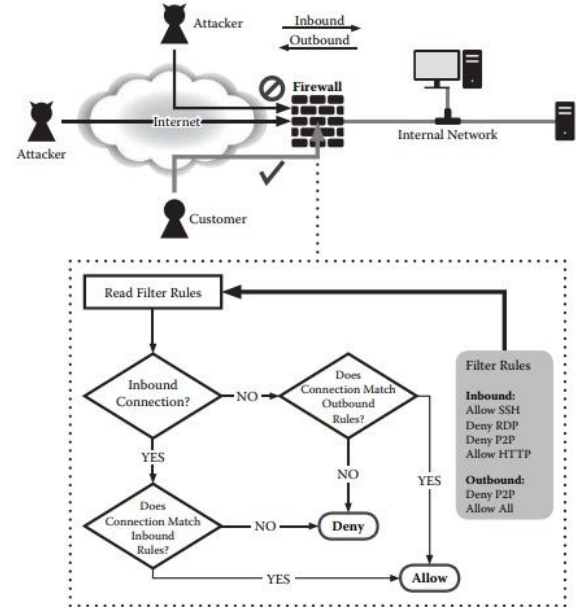 Attacker
Inbound
Outbound
Firewall
Internet
Attacker
Internal Network
Customer
Read Filter Rules
Inbound
Connection?
NO
Does
Connection Match
Outbound
Rules?
YES
NO
YES
Does
Connection Match
Inbound
Rules?
NO
Deny
YES
Allow
Filter Rules
Inbound:
Allow SSH
Deny RDP
Deny P2P
Allow HTTP
Outbound:
Deny P2P
Allow All